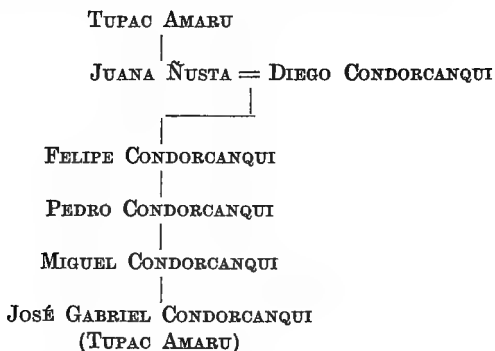 Tupac Amaru
Juana Ñusta = Diego Condorcanqui
Felipe Condorcanqui
Pedro Condorcanqui
Miguel Condorcanqui
José Gabriel Condorcanqui
(Tupac Amaru)